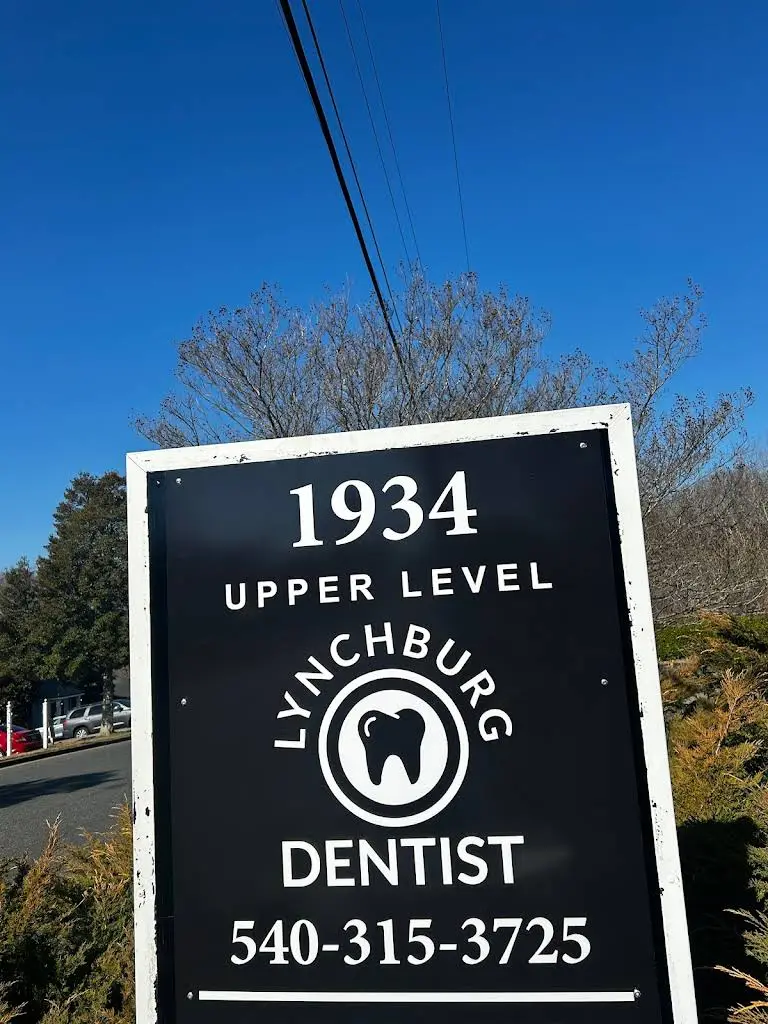 1934
UPPER LEVEL
LYNCHBURG
DENTIST
540-315-3725